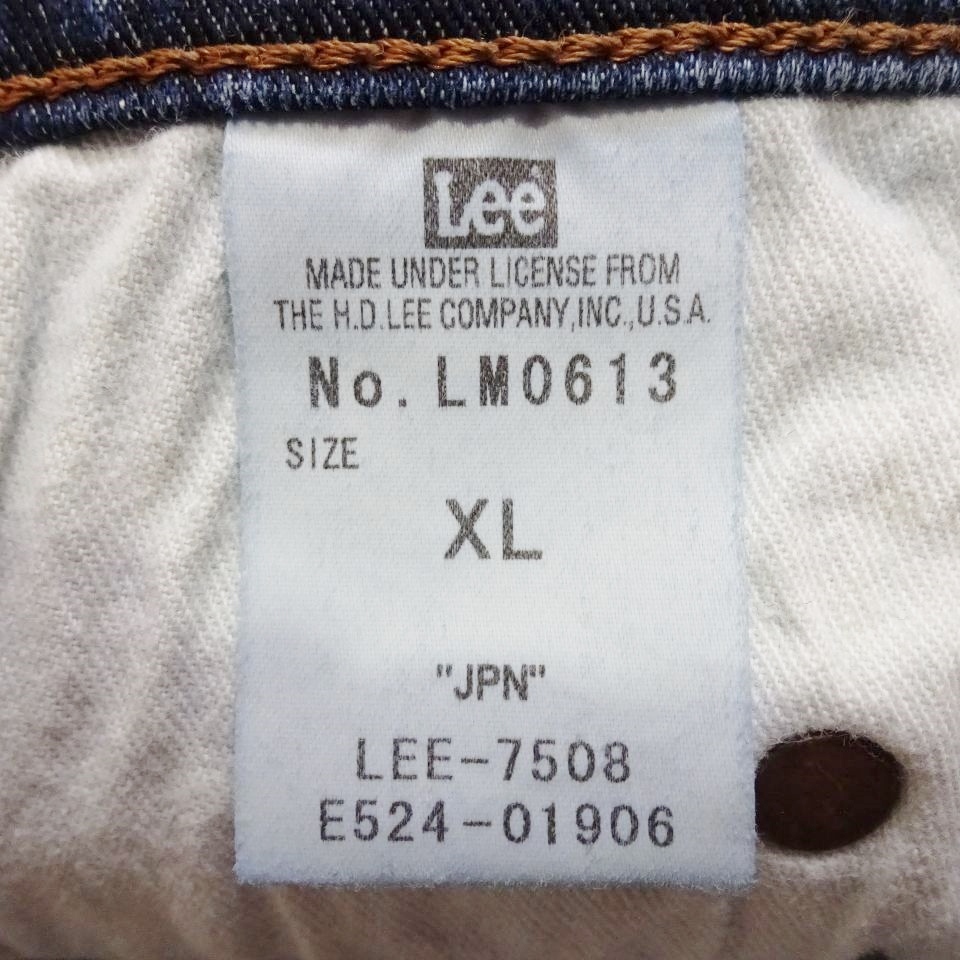 Lee
MADE UNDER LICENSE FROM
THE H.D.LEE COMPANY,INC.,U.S.A.
No. LM0613
SIZE
XL
"JPN"
LEE-7508
E524-01906